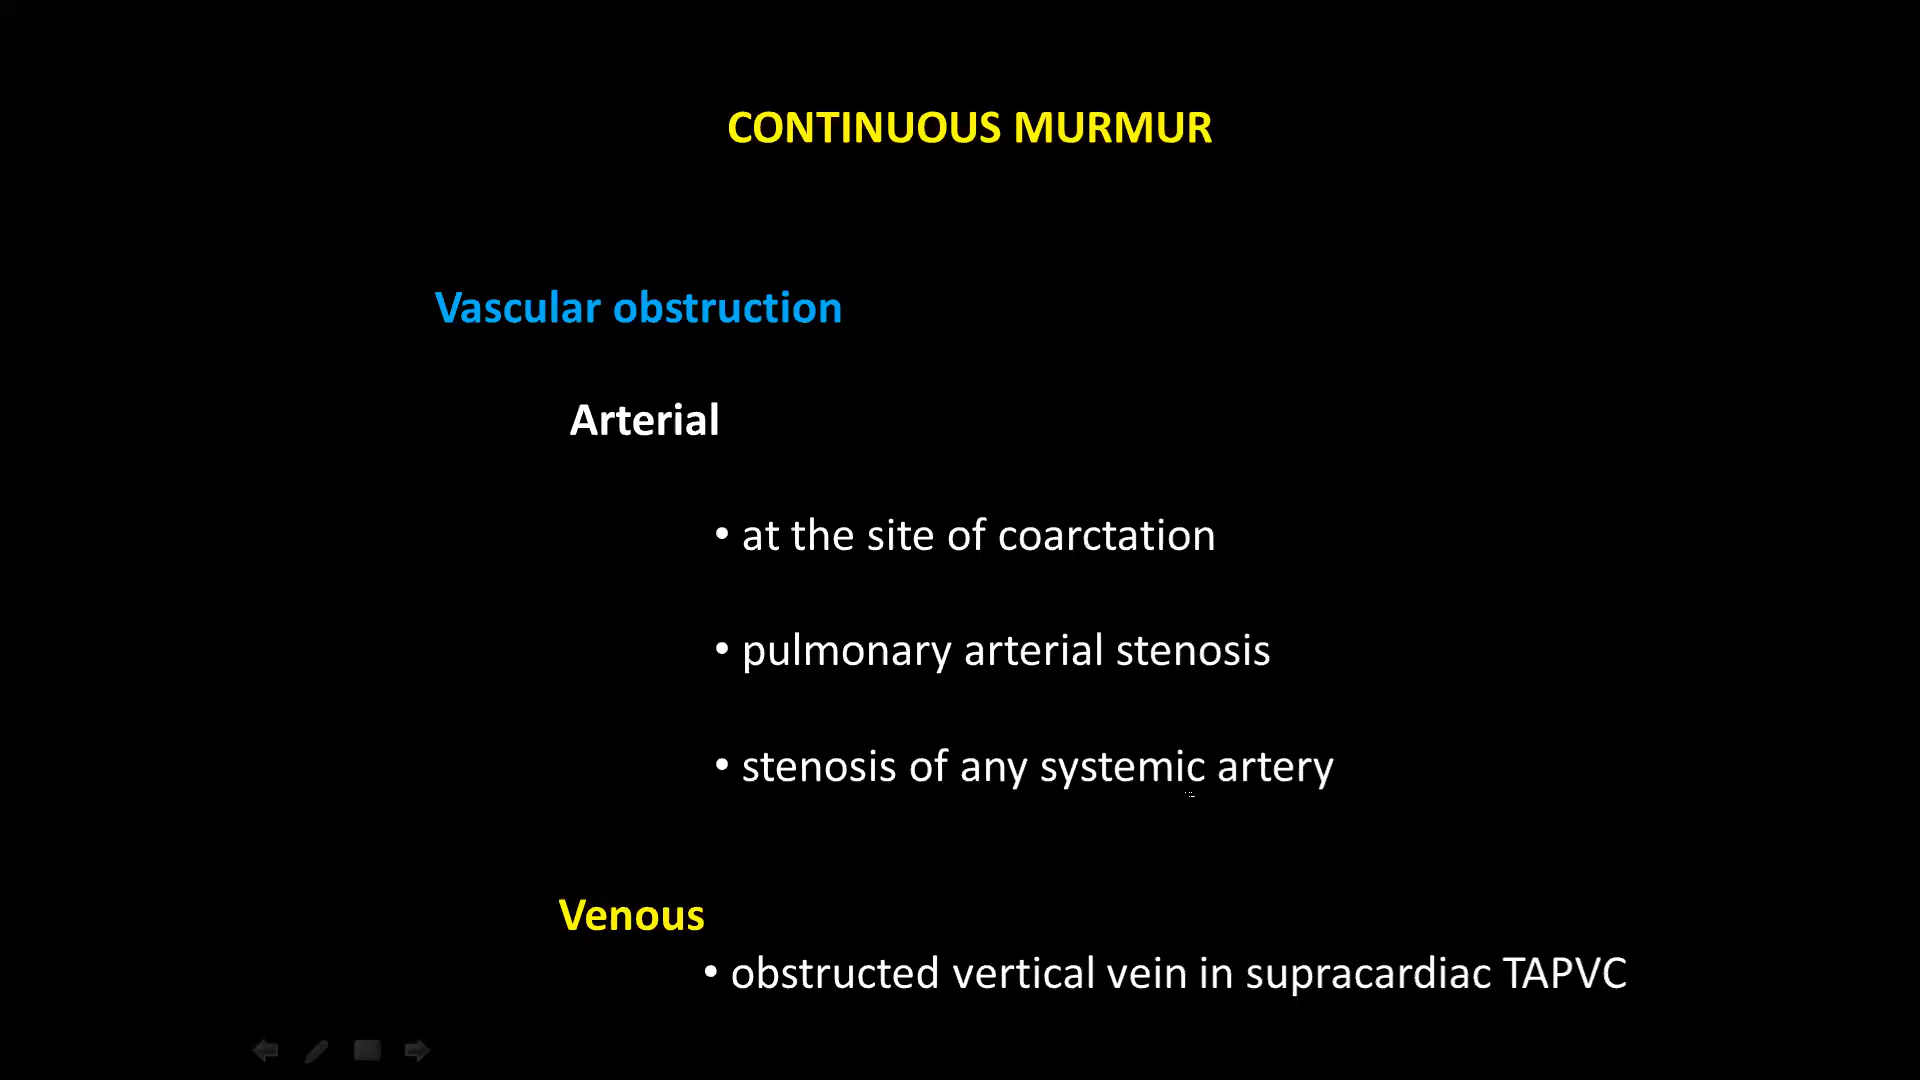 CONTINUOUS MURMUR
Vascular obstruction
Arterial
• at the site of coarctation
• pulmonary arterial stenosis
• stenosis of any systemic artery
Venous
• obstructed vertical vein in supracardiac TAPVC